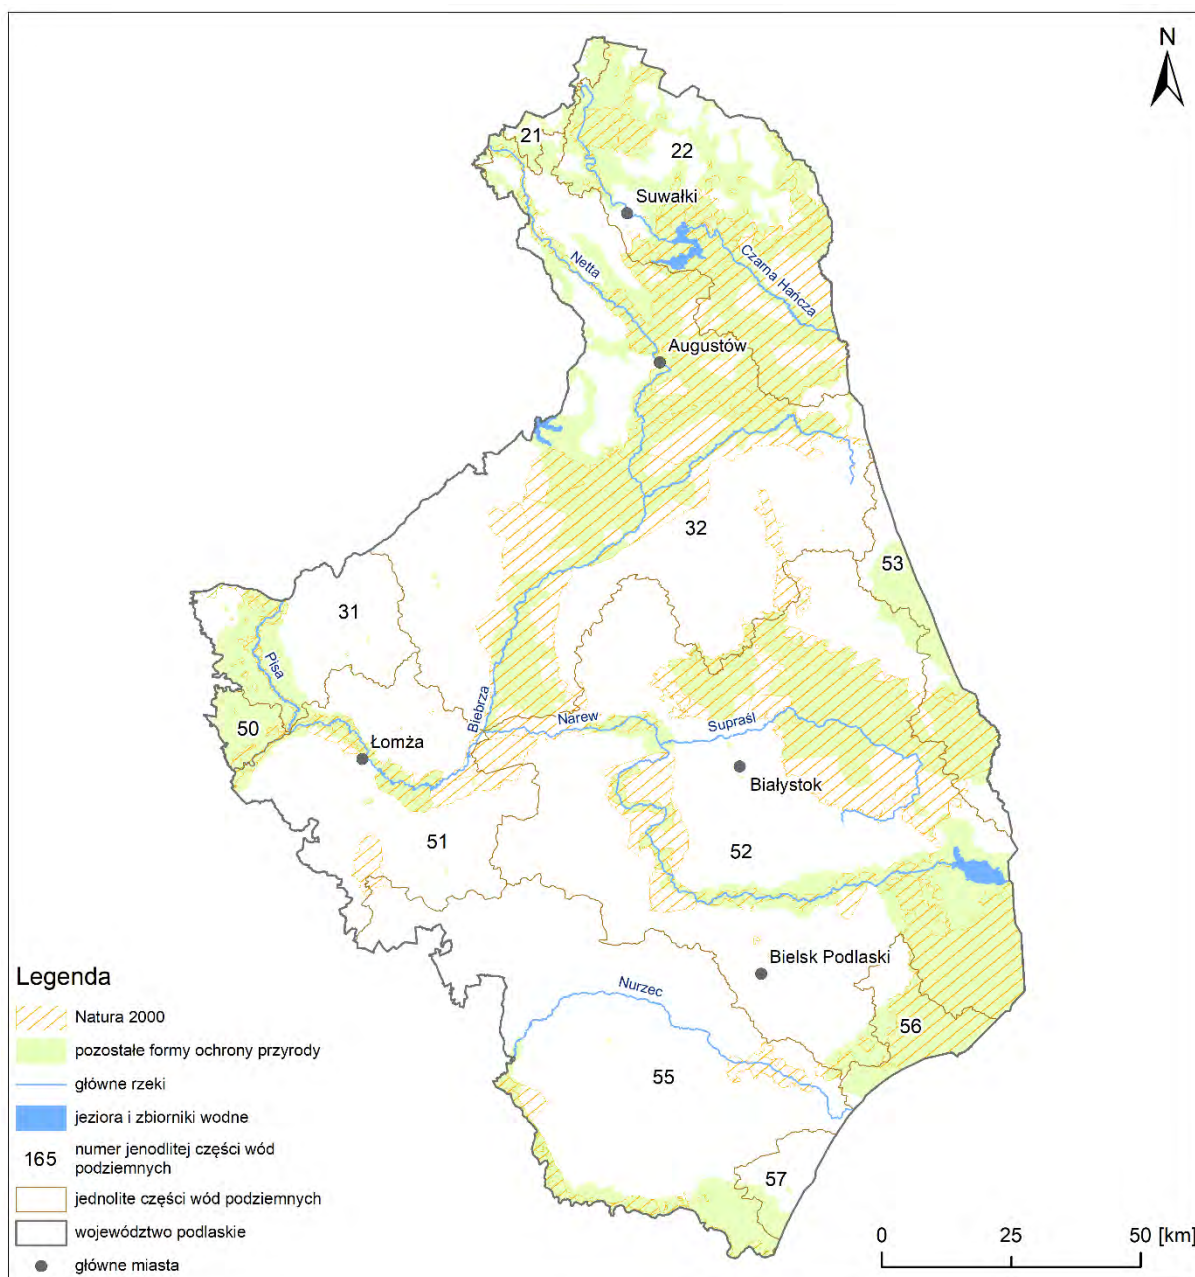 N
21
22
Suwałki
Netta
Czarna Hańcza
Augustów
32
53
31
Pisa
50
Biebrza
Narew
Supraśl
Łomża
Białystok
51
52
Bielsk Podlaski
Nurzec
56
55
57
Legenda
Natura 2000
pozostałe formy ochrony przyrody
główne rzeki
jeziora i zbiorniki wodne
165
numer jenodlitej części wód
podziemnych
jednolite części wód podziemnych
województwo podlaskie
główne miasta
0 25 50 [km]